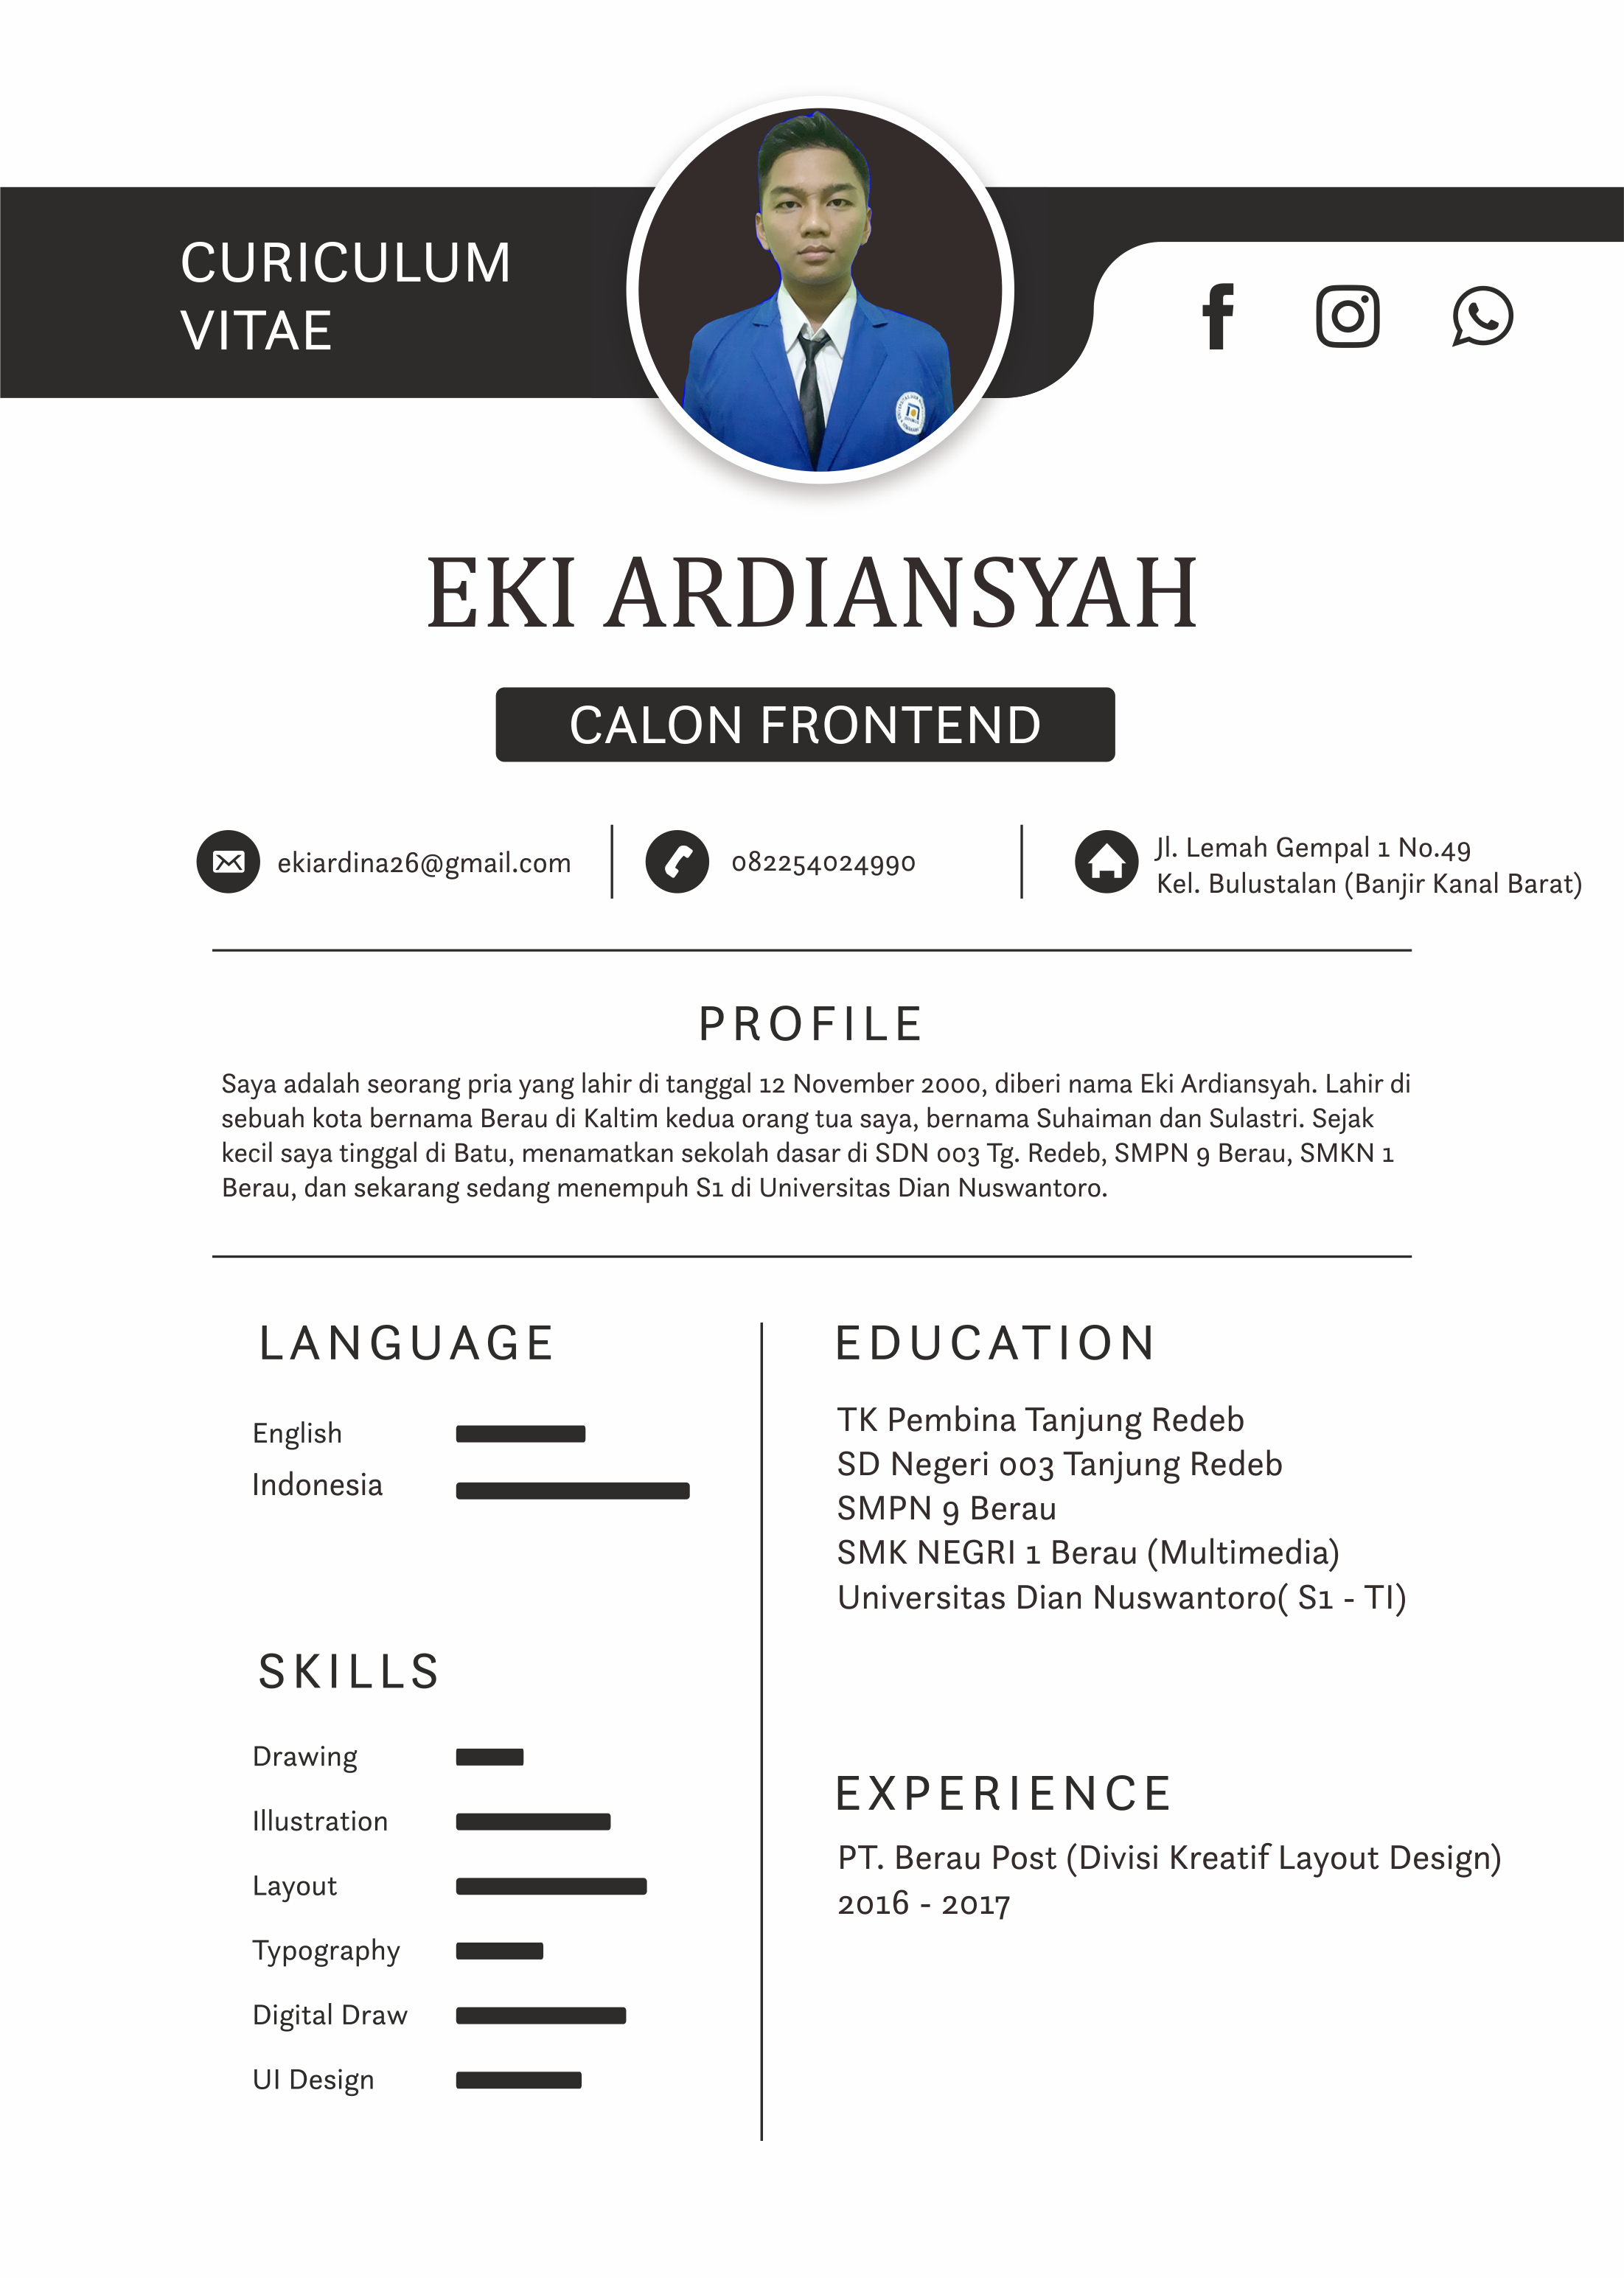 CURICULUM
VITAE
EKI ARDIANSYAH
CALON FRONTEND
ekiardina26@gmail.com
082254024990
Jl. Lemah Gempal 1 No.49
Kel. Bulustalan (Banjir Kanal Barat)
PROFILE
Saya adalah seorang pria yang lahir di tanggal 12 November 2000, diberi nama Eki Ardiansyah. Lahir di
sebuah kota bernama Berau di Kaltim kedua orang tua saya, bernama Suhaiman dan Sulastri. Sejak
kecil saya tinggal di Batu, menamatkan sekolah dasar di SDN 003 Tg. Redeb, SMPN 9 Berau, SMKN 1
Berau, dan sekarang sedang menempuh S1 di Universitas Dian Nuswantoro.
LANGUAGE
English
Indonesia
SKILLS
Drawing
Illustration
Layout
Typography
Digital Draw
UI Design
EDUCATION
TK Pembina Tanjung Redeb
SD Negeri 003 Tanjung Redeb
SMPN 9 Berau
SMK NEGRI 1 Berau (Multimedia)
Universitas Dian Nuswantoro( S1 - TI)
EXPERIENCE
PT. Berau Post (Divisi Kreatif Layout Design)
2016 - 2017